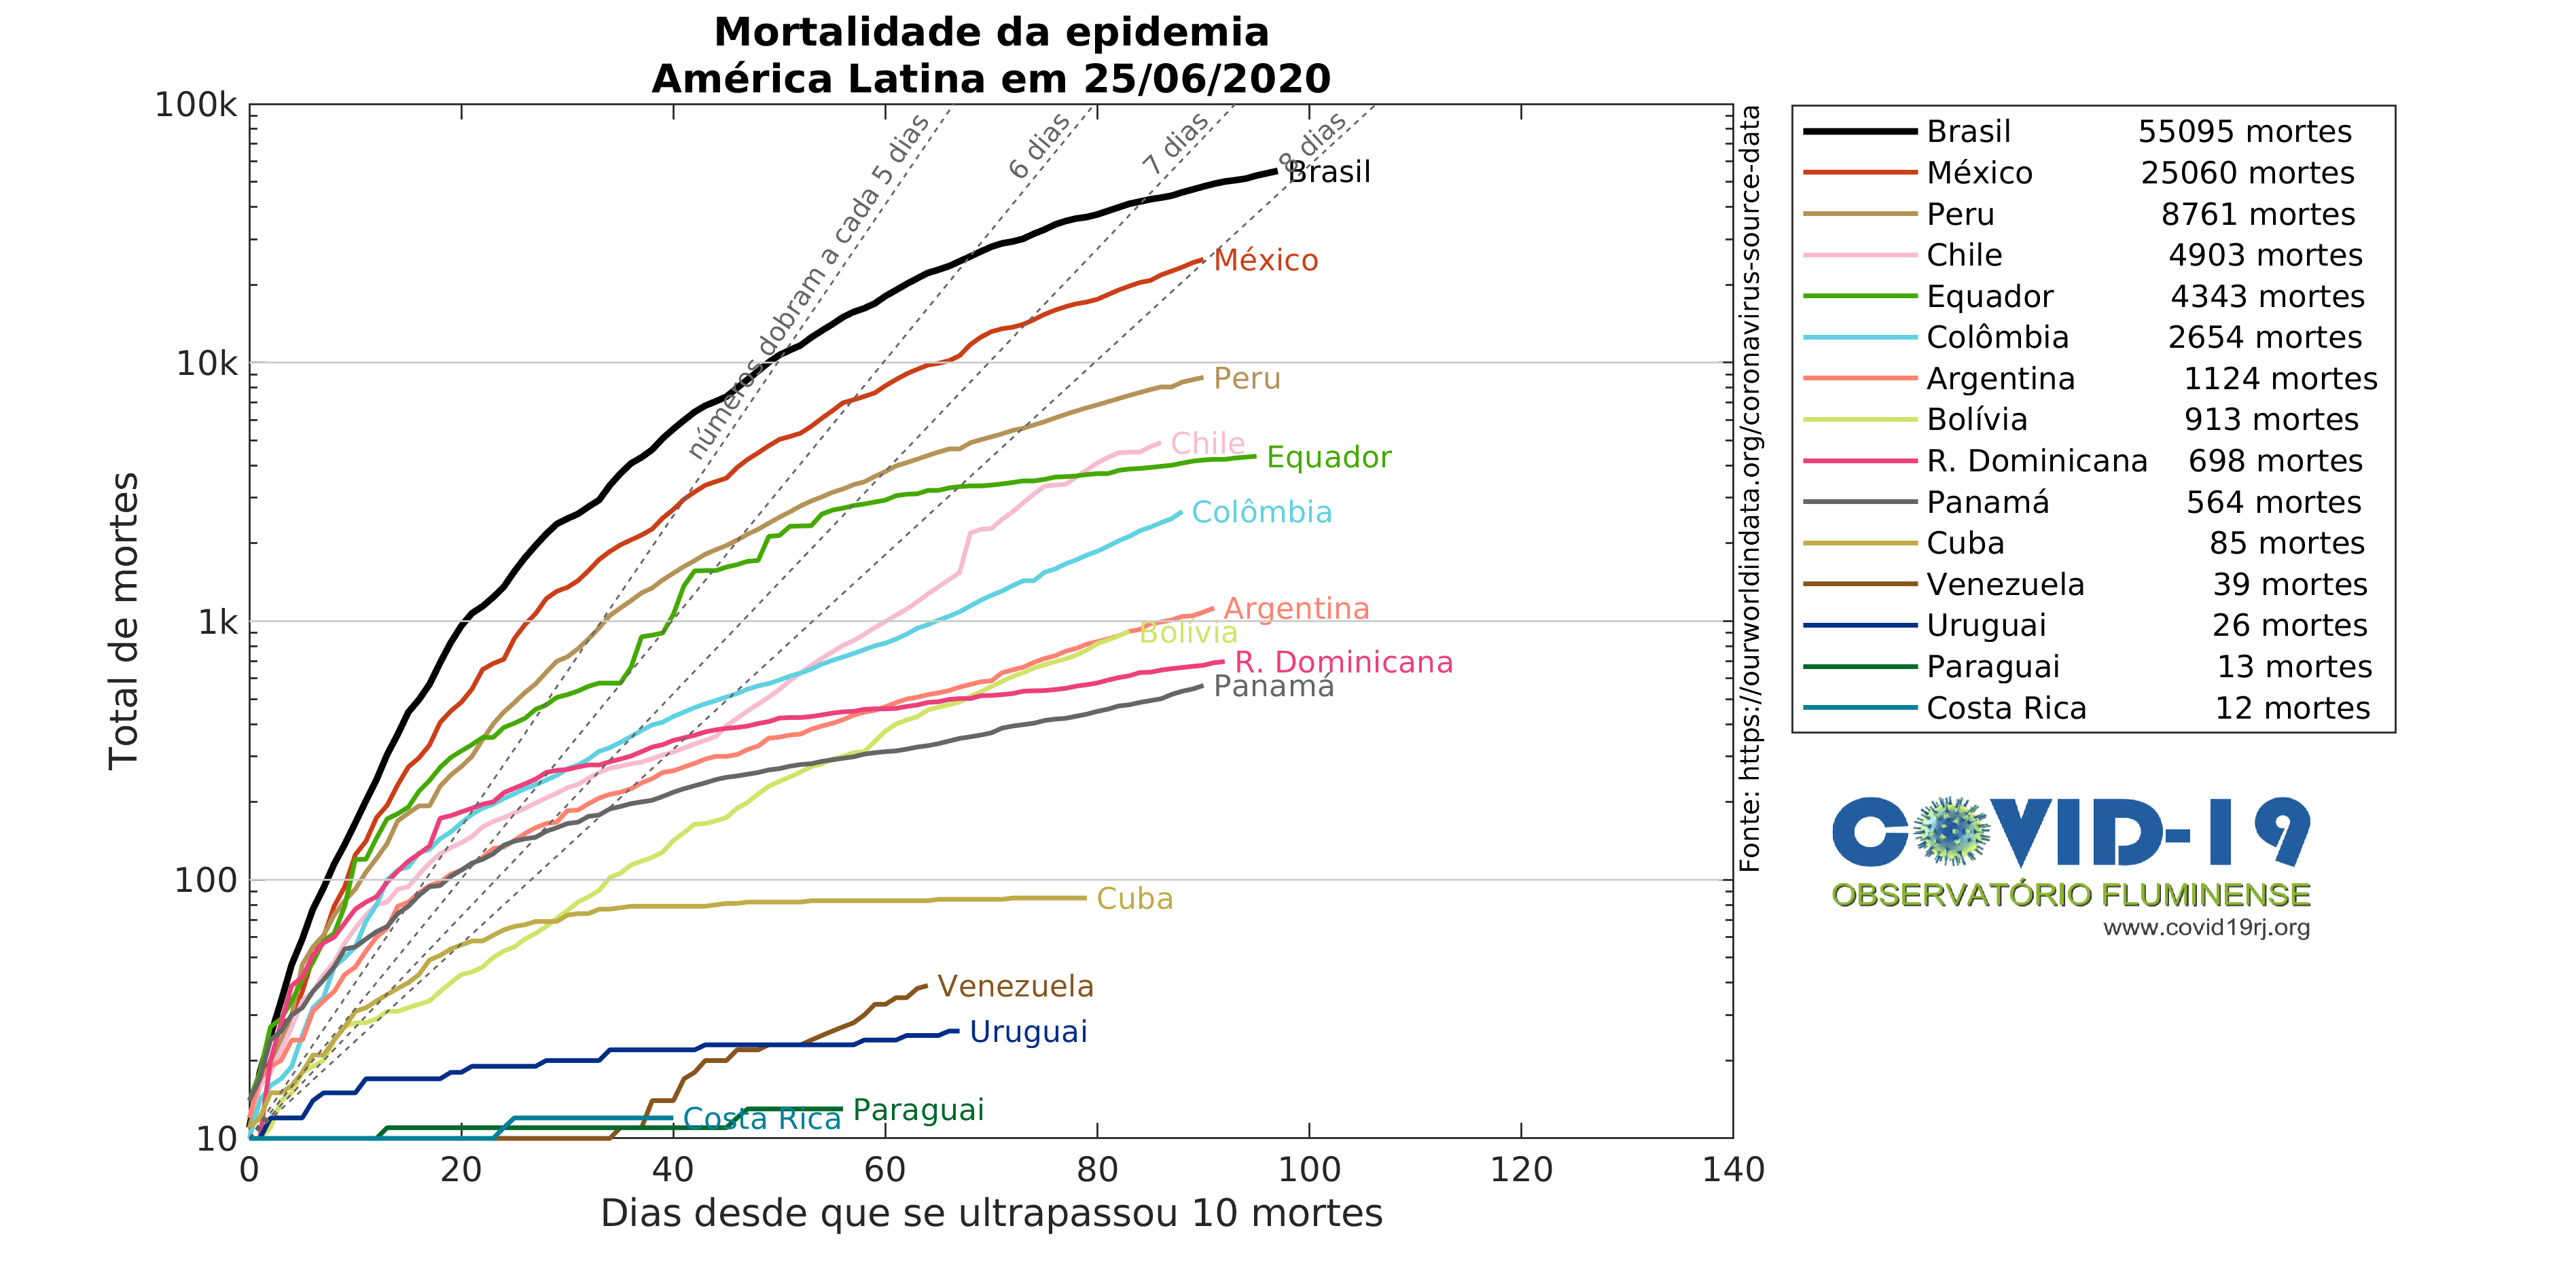 Mortalidade da epidemia
América Latina em 25/06/2020
Total de mortes
100k
10k
1k
100
10
0 20 40 60 80 100 120 140
Dias desde que se ultrapassou 10 mortes
números dobram a cada 5 dias
6 dias
7 dias
8 dias
Brasil
México
Peru
Chile
Equador
Colômbia
Argentina
Bolívia
R. Dominicana
Panamá
Cuba
Venezuela
Uruguai
Costa Rica
Paraguai
Fonte: https://ourworldindata.org/coronavirus-source-data
Brasil 55095 mortes
México 25060 mortes
Peru 8761 mortes
Chile 4903 mortes
Equador 4343 mortes
Colômbia 2654 mortes
Argentina 1124 mortes
Bolívia 913 mortes
R. Dominicana 698 mortes
Panamá 564 mortes
Cuba 85 mortes
Venezuela 39 mortes
Uruguai 26 mortes
Paraguai 13 mortes
Costa Rica 12 mortes
COVID-19
OBSERVATÓRIO FLUMINENSE
www.covid19rj.org